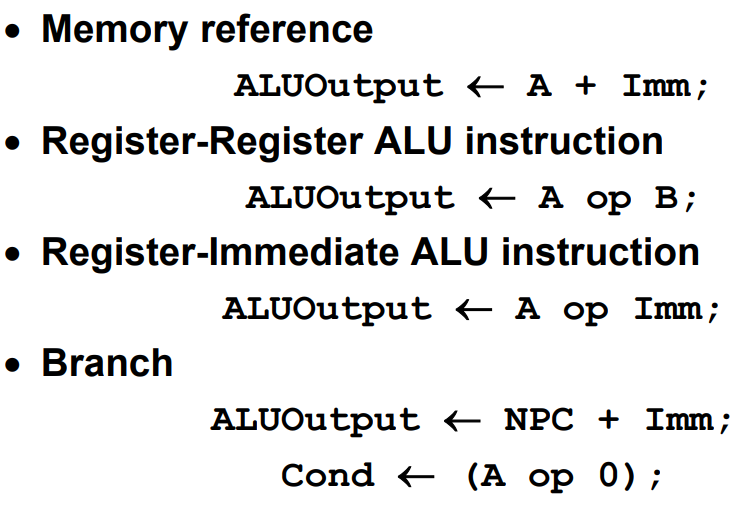 • Memory reference
ALUOutput ← A + Imm;
• Register-Register ALU instruction
ALUOutput ← A op B;
• Register-Immediate ALU instruction
ALUOutput ← A op Imm;
• Branch
ALUOutput ← NPC + Imm;
Cond ← (A op 0);